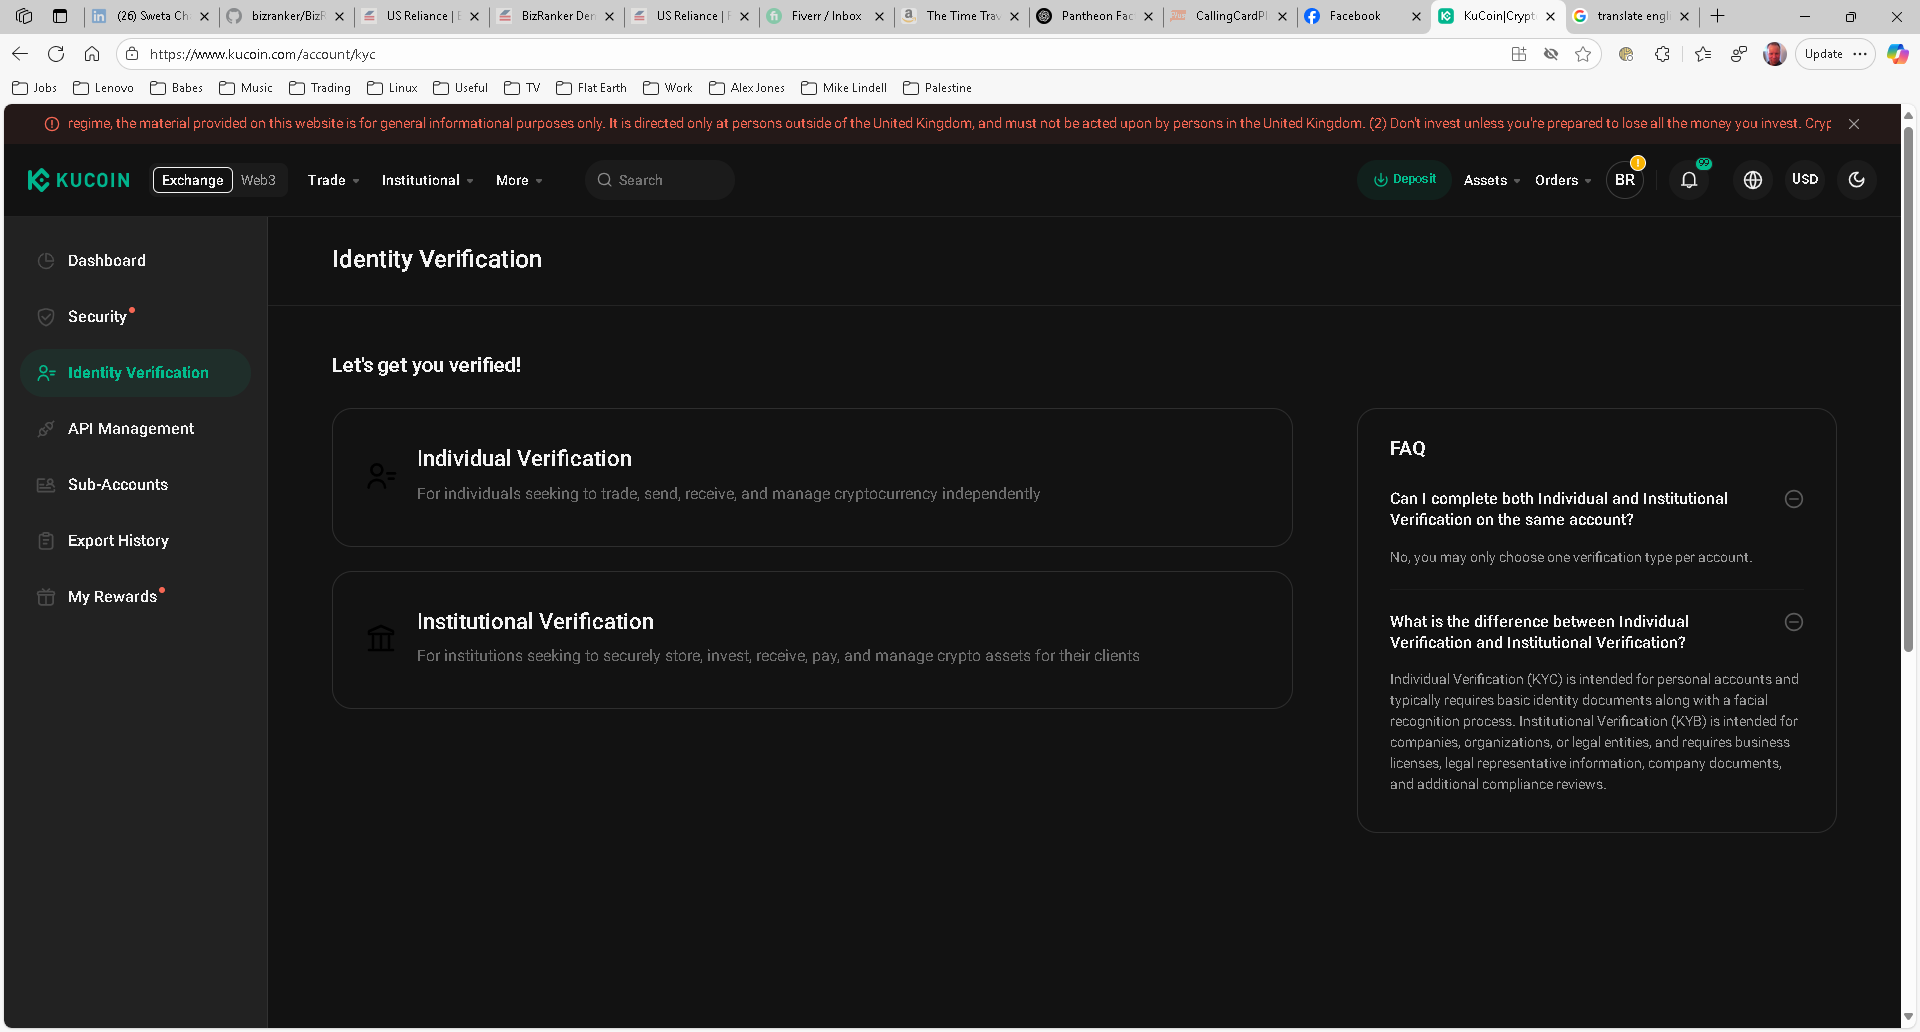 (26) Sweta Ch
bizranker/BizR
US Reliance |
BizRanker Den
US Reliance |
Fiverr / Inbox
The Time Trav
Pantheon Fac
CallingCardPl
Facebook
KuCoin|Crypt
translate engli
https://www.kucoin.com/account/kyc
Update
Jobs
Lenovo
Babes
Music
Trading
Linux
Useful
TV
Flat Earth
Work
Alex Jones
Mike Lindell
Palestine
regime, the material provided on this website is for general informational purposes only. It is directed only at persons outside of the United Kingdom, and must not be acted upon by persons in the United Kingdom. (2) Don't invest unless you're prepared to lose all the money you invest. Cryp
KUCOIN
Exchange
Web3
Trade
Institutional
More
Search
Deposit
Assets
Orders
BR
99
USD
Dashboard
Security
Identity Verification
API Management
Sub-Accounts
Export History
My Rewards
Identity Verification
Let's get you verified!
Individual Verification
For individuals seeking to trade, send, receive, and manage cryptocurrency independently
Institutional Verification
For institutions seeking to securely store, invest, receive, pay, and manage crypto assets for their clients
FAQ
Can I complete both Individual and Institutional
Verification on the same account?
No, you may only choose one verification type per account.
What is the difference between Individual
Verification and Institutional Verification?
Individual Verification (KYC) is intended for personal accounts and
typically requires basic identity documents along with a facial
recognition process. Institutional Verification (KYB) is intended for
companies, organizations, or legal entities, and requires business
licenses, legal representative information, company documents,
and additional compliance reviews.